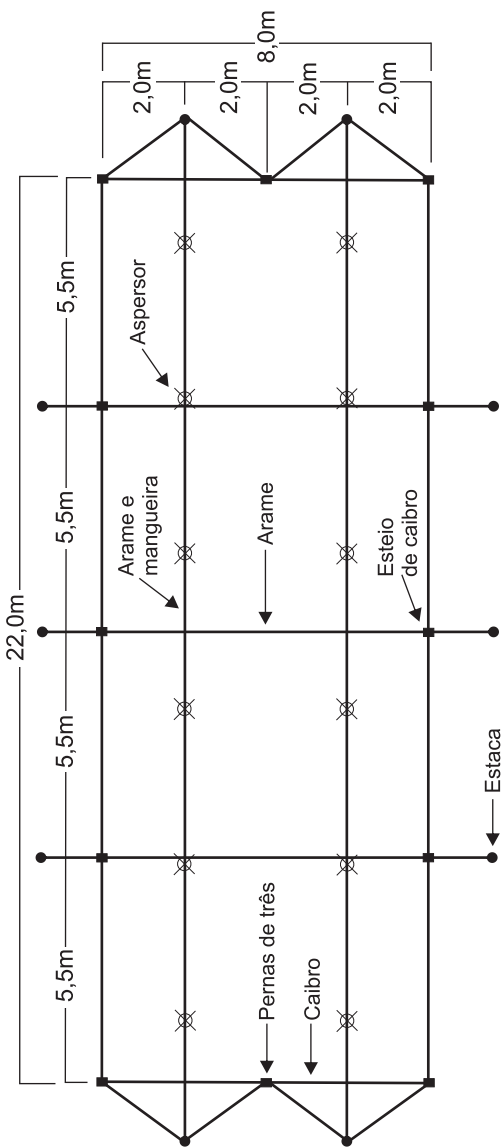 22,0m
5,5m
5,5m
5,5m
5,5m
8,0m
2,0m
2,0m
2,0m
2,0m
Aspersor
Arame e
mangueira
Arame
Esteio
de caibro
Estaca
Pernas de três
Caibro